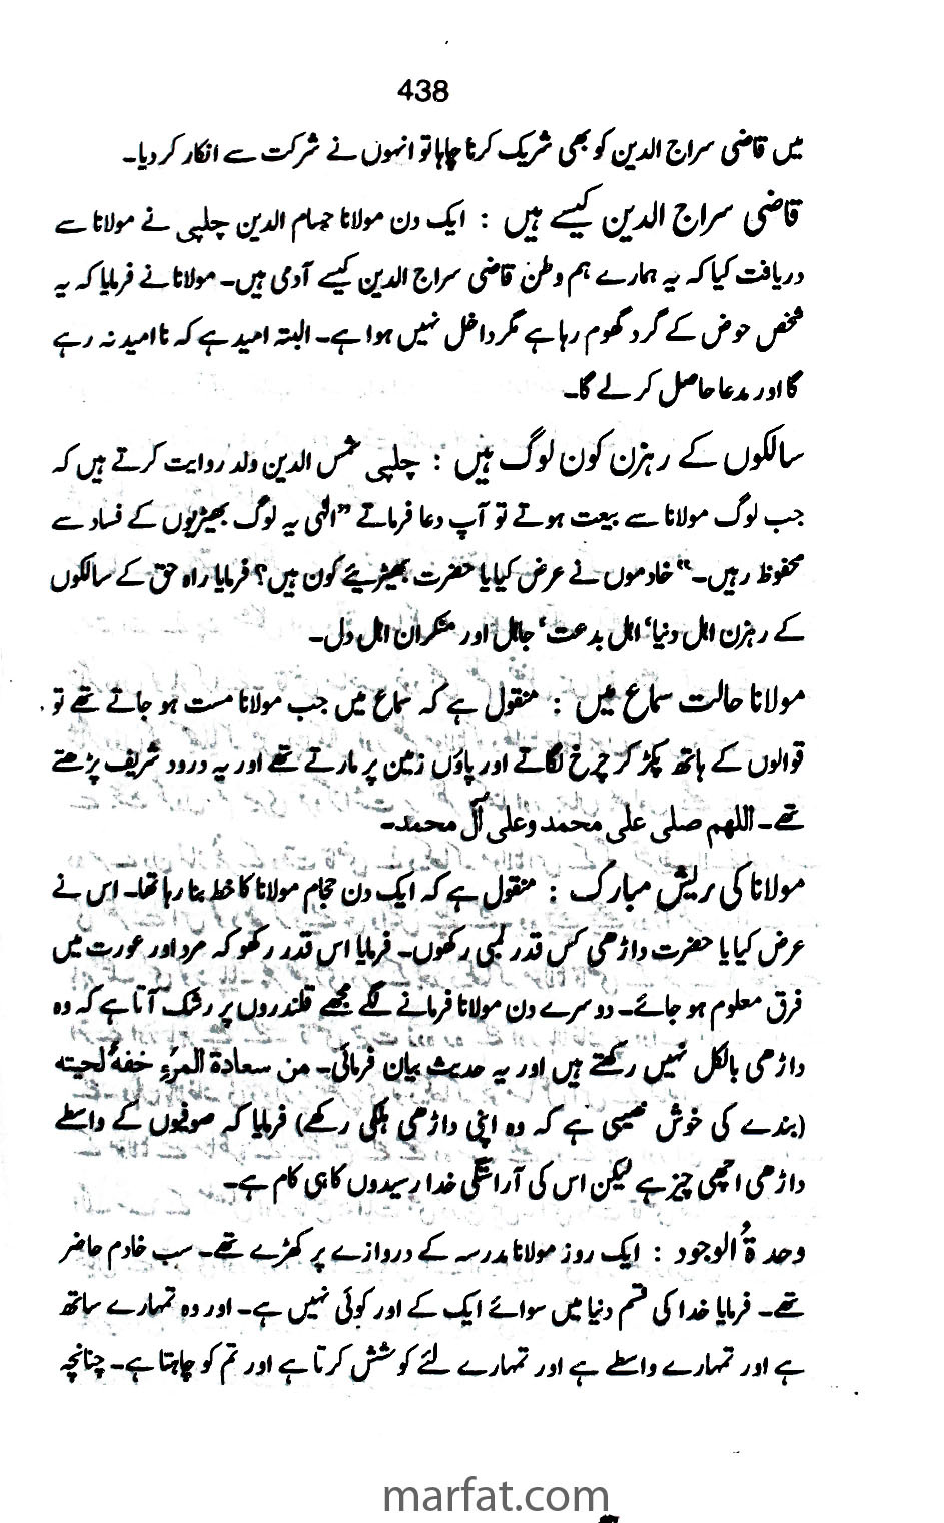 438
میں قاضی سراج الدین کو بھی شریک کرنا چاہا تو انہوں نے شرکت سے انکار کر دیا۔
قاضی سراج الدین کیسے ہیں : ایک دن مولانا حسام الدین چلپی نے مولانا سے
دریافت کیا کہ یہ ہمارے ہم وطن قاضی سراج الدین کیسے آدمی ہیں۔ مولانا نے فرمایا کہ یہ
شخص حوض کے گرد گھوم رہا ہے مگر داخل نہیں ہوا ہے۔ البتہ امید ہے کہ ناامید نہ رہے
گا اور مدعا حاصل کر لے گا۔
سالکوں کے رہزن کون لوگ ہیں : چلپی شمس الدین ولد روایت کرتے ہیں کہ
جب لوگ مولانا سے بیعت ہوتے تو آپ دعا فرماتے "الٰہی یہ لوگ بھیڑیوں کے فساد سے
محفوظ رہیں۔" خادموں نے عرض کیا یا حضرت بھیڑیئے کون ہیں؟ فرمایا راہ حق کے سالکوں
کے رہزن اہل دنیا' اہل بدعت' جاہل اور منکران اہل دل۔
مولانا حالت سماع میں : منقول ہے کہ سماع میں جب مولانا مست ہو جاتے تھے تو
قوالوں کے ہاتھ پکڑ کر چرخ لگاتے اور پاؤں زمین پر مارتے تھے اور یہ درود شریف پڑھتے
تھے۔ اللھم صلی علی محمد وعلی آل محمد۔
مولانا کی ریش مبارک : منقول ہے کہ ایک دن حجام مولانا کا خط بنا رہا تھا۔ اس نے
عرض کیا یا حضرت داڑھی کس قدر لمبی رکھوں۔ فرمایا اس قدر رکھو کہ مرد اور عورت میں
فرق معلوم ہو جائے۔ دوسرے دن مولانا فرمانے لگے مجھے قلندروں پر رشک آتا ہے کہ وہ
داڑھی بالکل نہیں رکھتے ہیں اور یہ حدیث بیان فرمائی۔ من سعادۃ المرءِ خفۃُ لحیته
(بندے کی خوش نصیبی ہے کہ وہ اپنی داڑھی ہلکی رکھے) فرمایا کہ صوفیوں کے واسطے
داڑھی اچھی چیز ہے لیکن اس کی آراستگی خدا رسیدوں کا ہی کام ہے۔
وحدۃُ الوجود : ایک روز مولانا مدرسہ کے دروازے پر کھڑے تھے۔ سب خادم حاضر
تھے۔ فرمایا خدا کی قسم دنیا میں سوائے ایک کے اور کوئی نہیں ہے۔ اور وہ تمہارے ساتھ
ہے اور تمہارے واسطے ہے اور تمہارے لئے کوشش کرتا ہے اور تم کو چاہتا ہے۔ چنانچہ
marfat.com